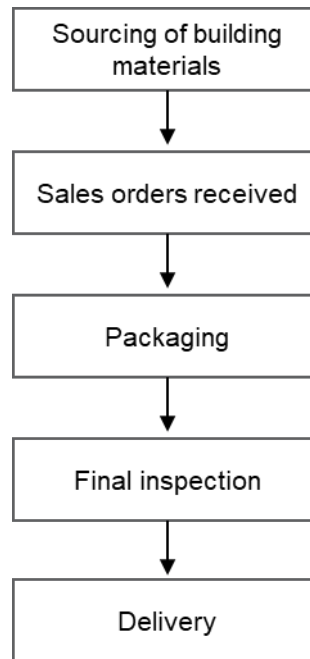 Sourcing of building
materials
Sales orders received
Packaging
Final inspection
Delivery